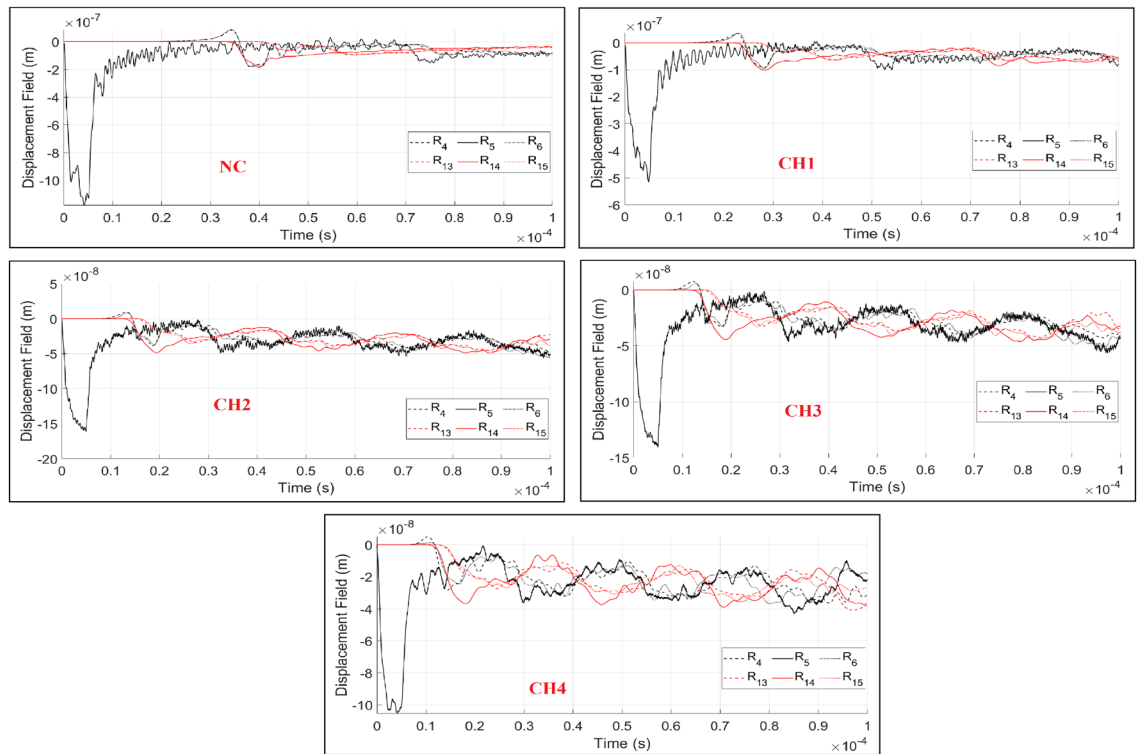 ×10⁻⁷
0
-2
-4
-6
-8
-10
Displacement Field (m)
NC
R₄ R₅ R₆
R₁₃ R₁₄ R₁₅
0 0.1 0.2 0.3 0.4 0.5 0.6 0.7 0.8 0.9 1
Time (s)
×10⁻⁴
×10⁻⁷
0
-1
-2
-3
-4
-5
-6
Displacement Field (m)
CH1
R₄ R₅ R₆
R₁₃ R₁₄ R₁₅
0 0.1 0.2 0.3 0.4 0.5 0.6 0.7 0.8 0.9 1
Time (s)
×10⁻⁴
×10⁻⁸
5
0
-5
-10
-15
-20
Displacement Field (m)
CH2
R₄ R₅ R₆
R₁₃ R₁₄ R₁₅
0 0.1 0.2 0.3 0.4 0.5 0.6 0.7 0.8 0.9 1
Time (s)
×10⁻⁴
×10⁻⁸
0
-5
-10
-15
Displacement Field (m)
CH3
R₄ R₅ R₆
R₁₃ R₁₄ R₁₅
0 0.1 0.2 0.3 0.4 0.5 0.6 0.7 0.8 0.9 1
Time (s)
×10⁻⁴
×10⁻⁸
0
-2
-4
-6
-8
-10
Displacement Field (m)
CH4
R₄ R₅ R₆
R₁₃ R₁₄ R₁₅
0 0.1 0.2 0.3 0.4 0.5 0.6 0.7 0.8 0.9 1
Time (s)
×10⁻⁴